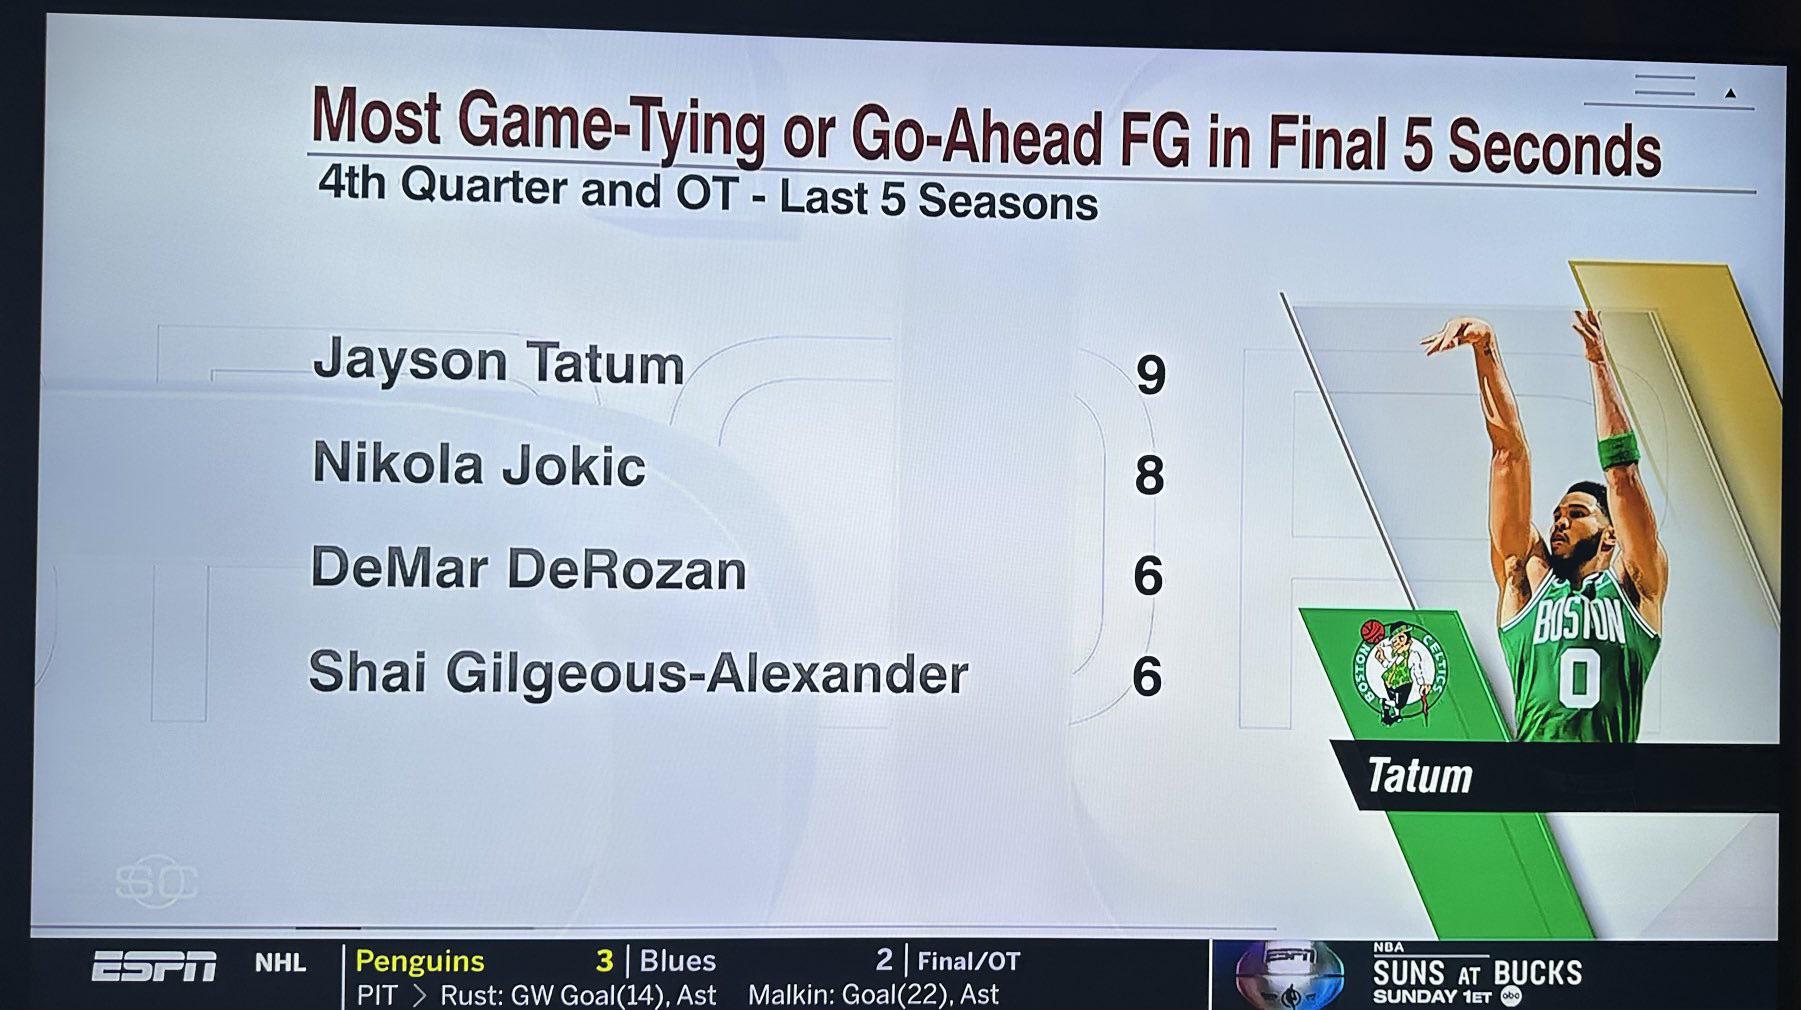 Most Game-Tying or Go-Ahead FG in Final 5 Seconds
4th Quarter and OT - Last 5 Seasons
Jayson Tatum 9
Nikola Jokic 8
DeMar DeRozan 6
Shai Gilgeous-Alexander 6
BOSTON
0
BOSTON CELTICS
Tatum
SC
ESPN NHL Penguins 3 Blues 2 Final/OT
PIT > Rust: GW Goal(14), Ast Malkin: Goal(22), Ast
ESPN
NBA
SUNS AT BUCKS
SUNDAY 1ET abc